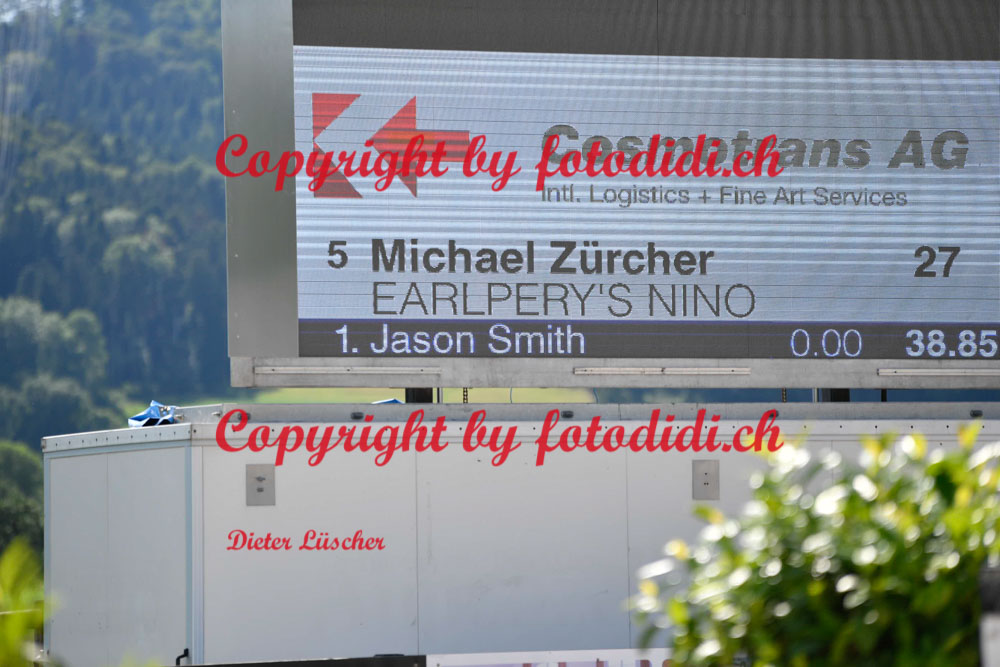 Cosmotrans AG
Copyright by fotodidi.ch
Intl. Logistics + Fine Art Services
5 Michael Zürcher 27
EARLPERY'S NINO
1. Jason Smith 0.00 38.85
Copyright by fotodidi.ch
Dieter Lüscher